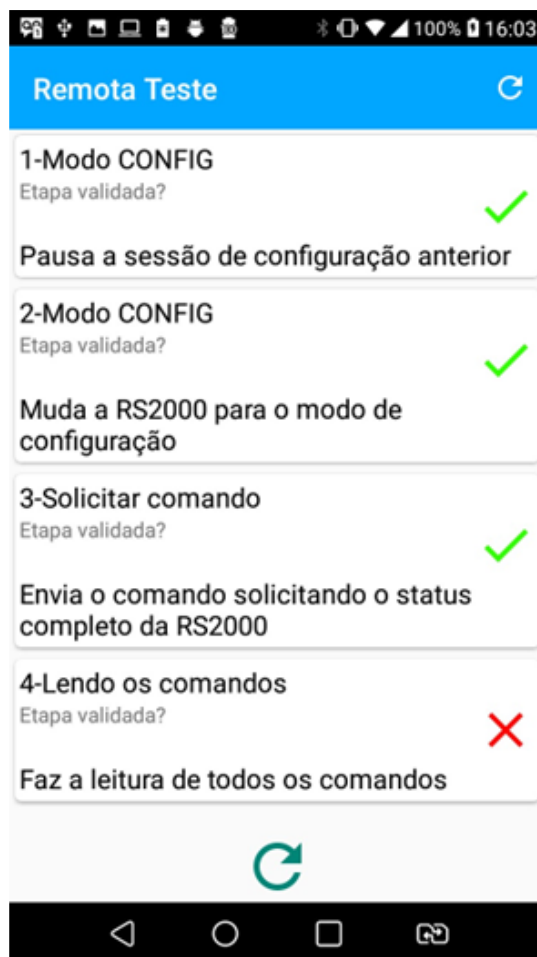 100% 16:03
Remota Teste
1-Modo CONFIG
Etapa validada?
Pausa a sessão de configuração anterior
2-Modo CONFIG
Etapa validada?
Muda a RS2000 para o modo de
configuração
3-Solicitar comando
Etapa validada?
Envia o comando solicitando o status
completo da RS2000
4-Lendo os comandos
Etapa validada?
Faz a leitura de todos os comandos